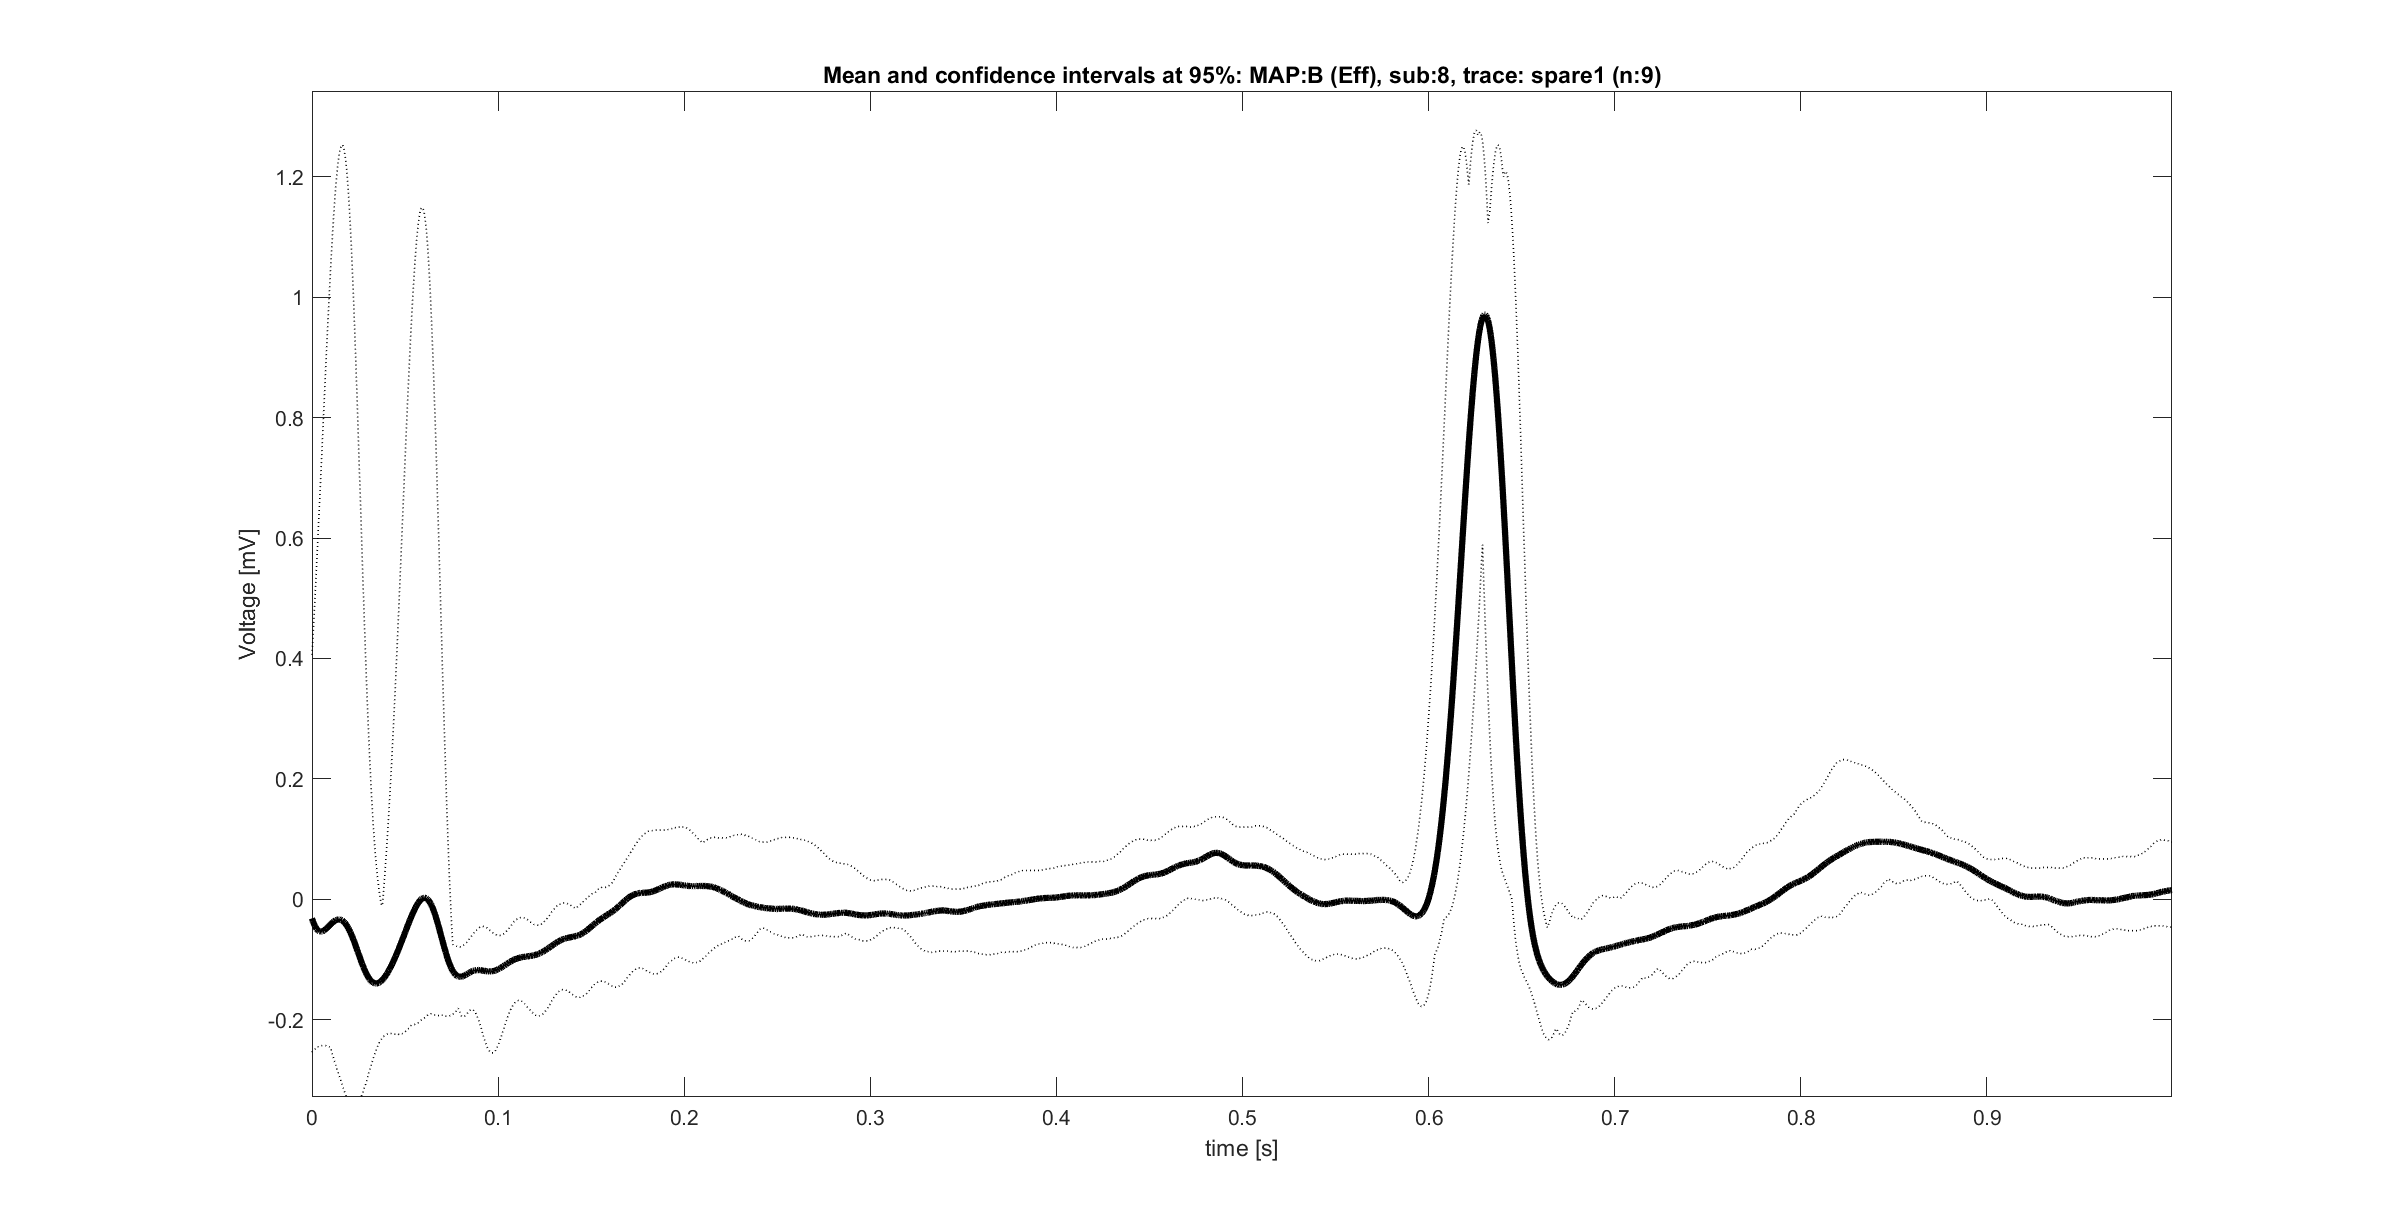 Mean and confidence intervals at 95%: MAP:B (Eff), sub:8, trace: spare1 (n:9)
1.2
1
0.8
0.6
0.4
0.2
0
-0.2
Voltage [mV]
0 0.1 0.2 0.3 0.4 0.5 0.6 0.7 0.8 0.9
time [s]